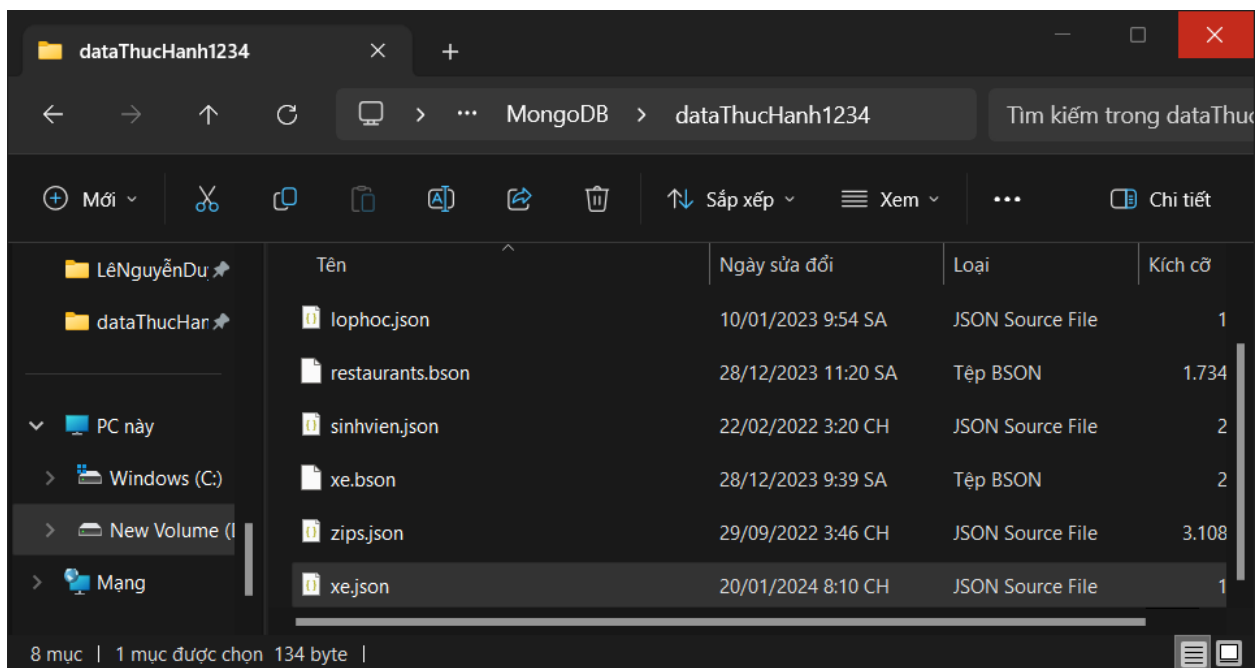 dataThucHanh1234
MongoDB > dataThucHanh1234
Tìm kiếm trong dataThuc
Mới
Sắp xếp
Xem
Chi tiết
LêNguyễnDu
dataThucHan
PC này
Windows (C:)
New Volume (
Mạng
Tên Ngày sửa đổi Loại Kích cỡ
lophoc.json 10/01/2023 9:54 SA JSON Source File 1
restaurants.bson 28/12/2023 11:20 SA Tệp BSON 1.734
sinhvien.json 22/02/2022 3:20 CH JSON Source File 2
xe.bson 28/12/2023 9:39 SA Tệp BSON 2
zips.json 29/09/2022 3:46 CH JSON Source File 3.108
xe.json 20/01/2024 8:10 CH JSON Source File 1
8 mục | 1 mục được chọn 134 byte |